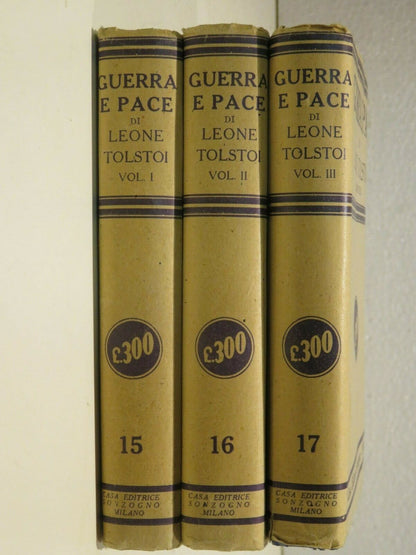 GUERRA
E PACE
DI
LEONE
TOLSTOI
VOL. I
£.300
15
CASA EDITRICE
SONZOGNO
MILANO
GUERRA
E PACE
DI
LEONE
TOLSTOI
VOL. II
£.300
16
CASA EDITRICE
SONZOGNO
MILANO
GUERRA
E PACE
DI
LEONE
TOLSTOI
VOL. III
£.300
17
CASA EDITRICE
SONZOGNO
MILANO